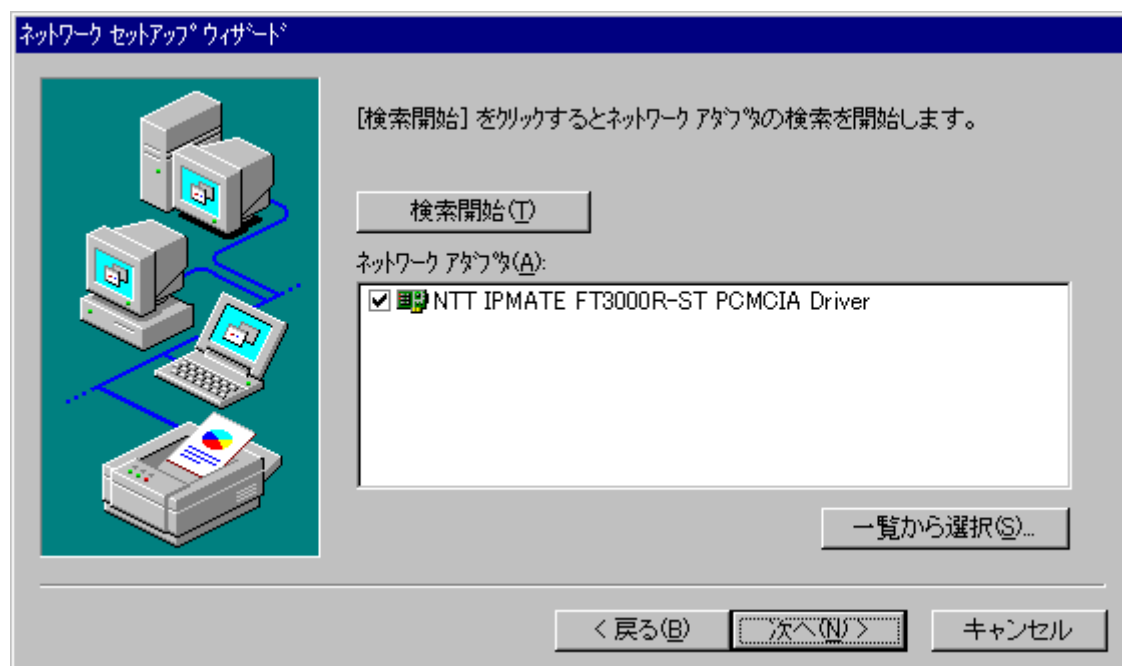 ネットワーク セットアップ ウィザード
[検索開始] をクリックするとネットワーク アダプタの検索を開始します。
検索開始(T)
ネットワーク アダプタ(A):
NTT IPMATE FT3000R-ST PCMCIA Driver
一覧から選択(S)...
< 戻る(B)
次へ(N) >
キャンセル